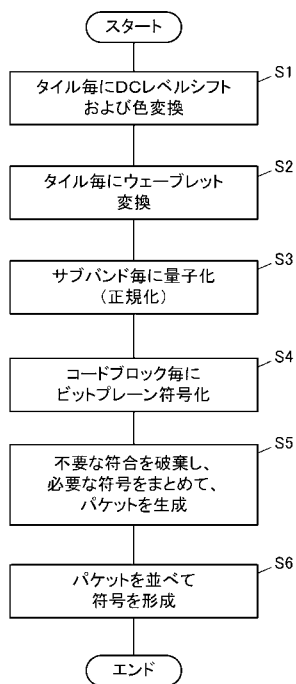 スタート
S1
タイル毎にDCレベルシフト
および色変換
S2
タイル毎にウェーブレット
変換
S3
サブバンド毎に量子化
(正規化)
S4
コードブロック毎に
ビットプレーン符号化
S5
不要な符合を破棄し、
必要な符号をまとめて、
パケットを生成
S6
パケットを並べて
符号を形成
エンド